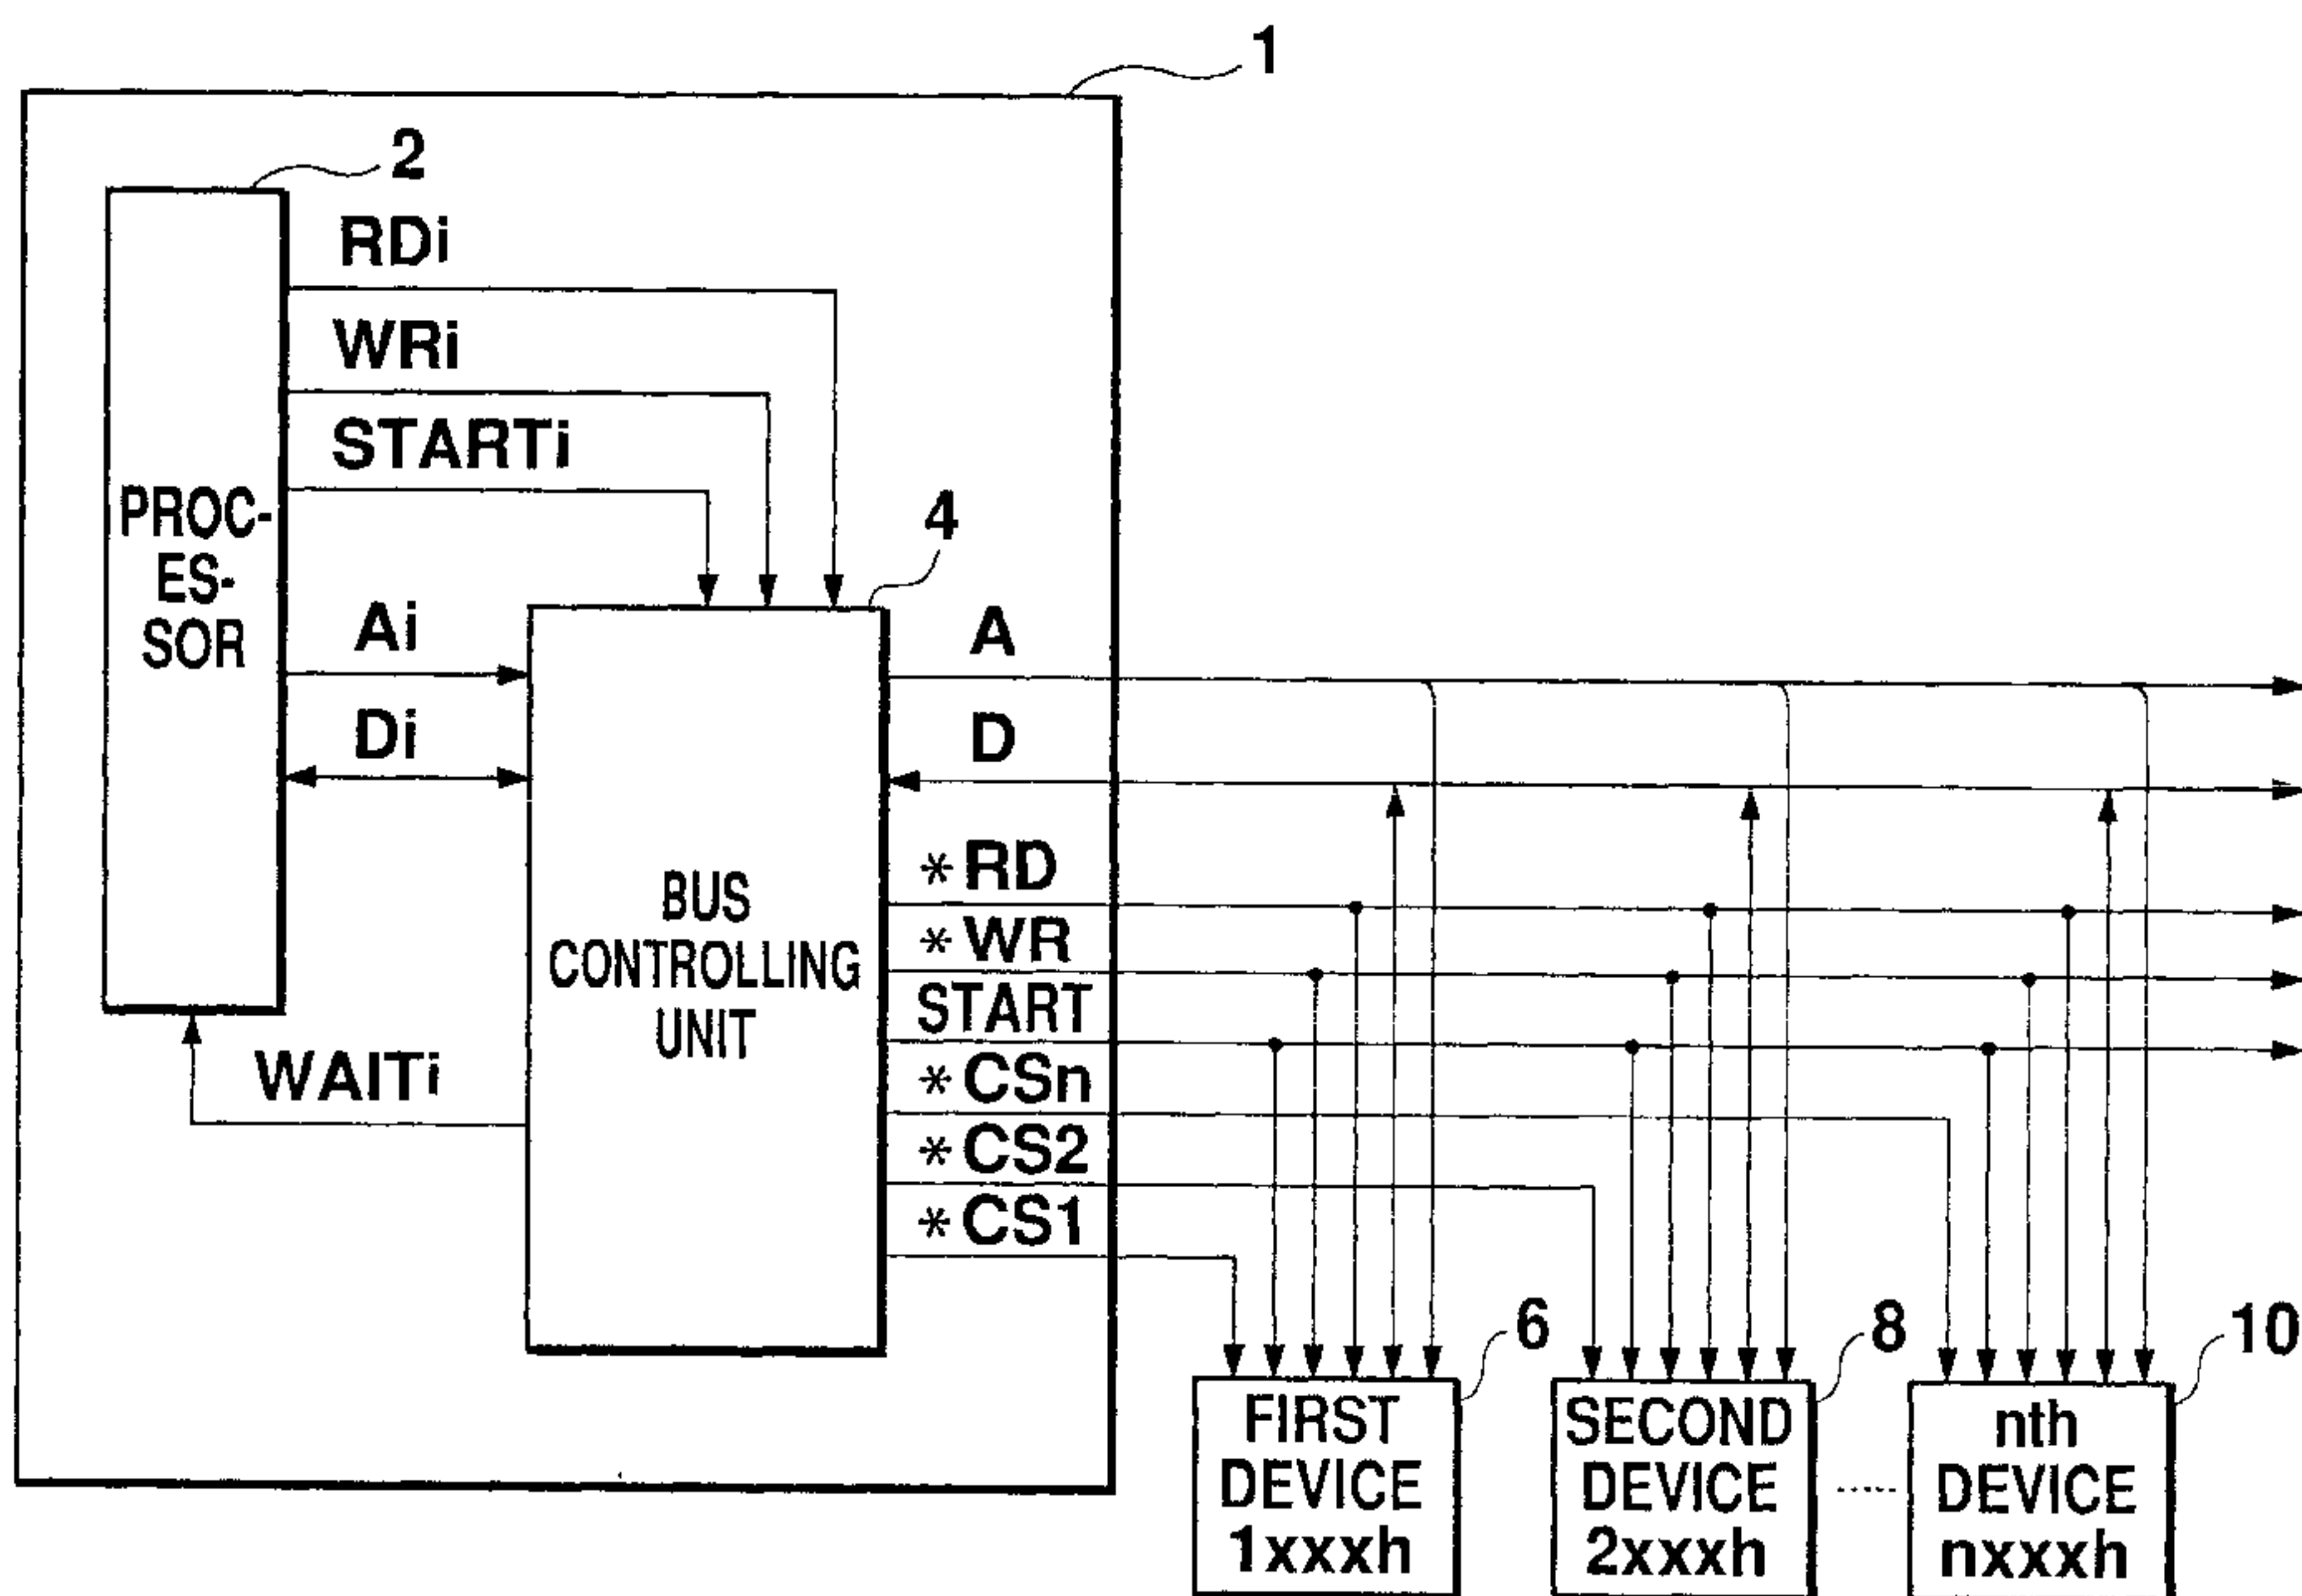 1
2
RDi
WRi
STARTi
PROC-
ES-
SOR
4
Ai
A
Di
D
*RD
BUS
CONTROLLING
UNIT
*WR
START
WAITi
*CSn
*CS2
*CS1
6
8
10
FIRST
DEVICE
1xxxh
SECOND
DEVICE
2xxxh
nth
DEVICE
nxxxh